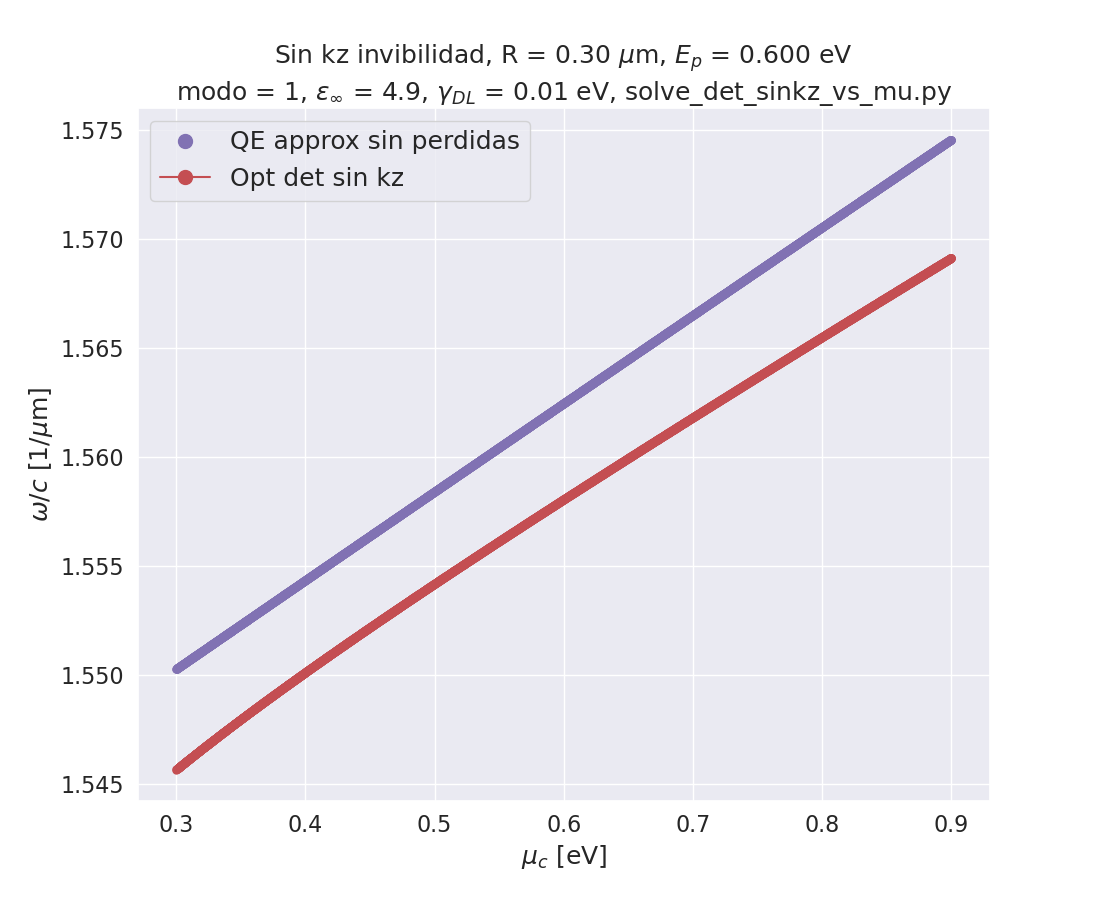 Sin kz invibilidad, R = 0.30 μm, E_p = 0.600 eV
modo = 1, ε_∞ = 4.9, γ_DL = 0.01 eV, solve_det_sinkz_vs_mu.py
QE approx sin perdidas
Opt det sin kz
1.575
1.570
1.565
1.560
1.555
1.550
1.545
ω/c [1/μm]
0.3 0.4 0.5 0.6 0.7 0.8 0.9
μ_c [eV]